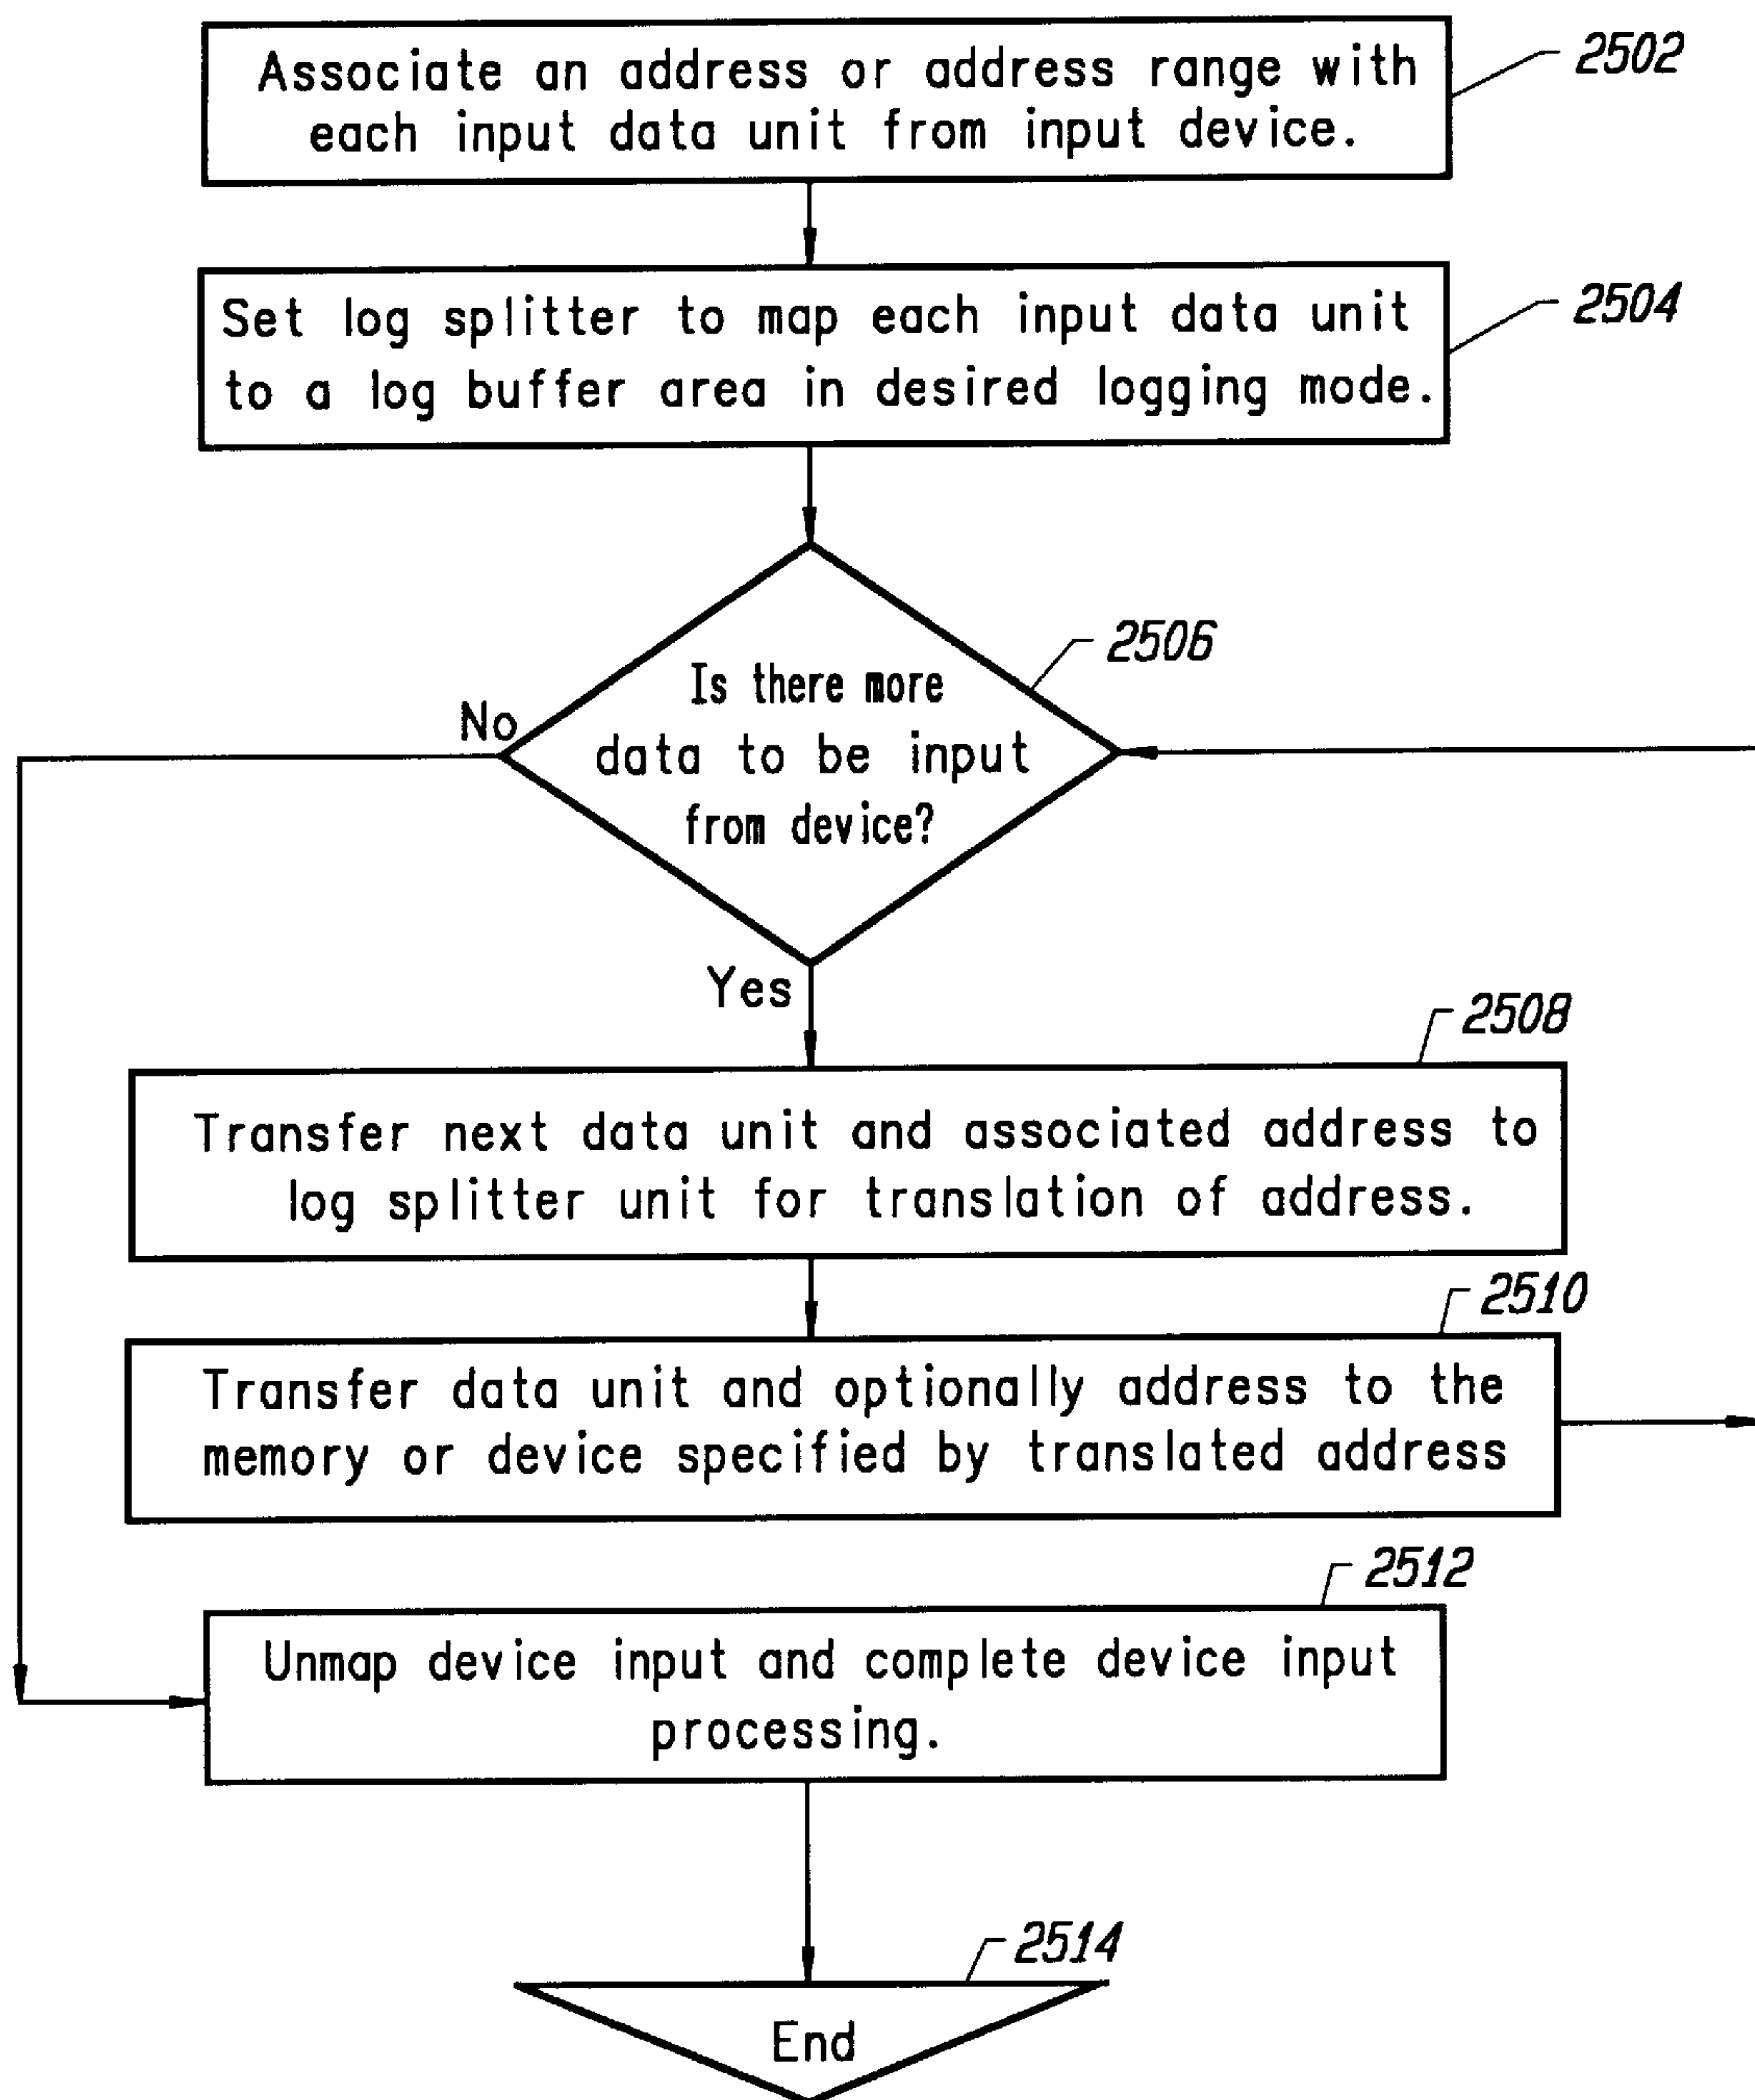 Associate an address or address range with
each input data unit from input device.
2502
Set log splitter to map each input data unit
to a log buffer area in desired logging mode.
2504
2506
Is there more
data to be input
from device?
No
Yes
2508
Transfer next data unit and associated address to
log splitter unit for translation of address.
2510
Transfer data unit and optionally address to the
memory or device specified by translated address
2512
Unmap device input and complete device input
processing.
2514
End